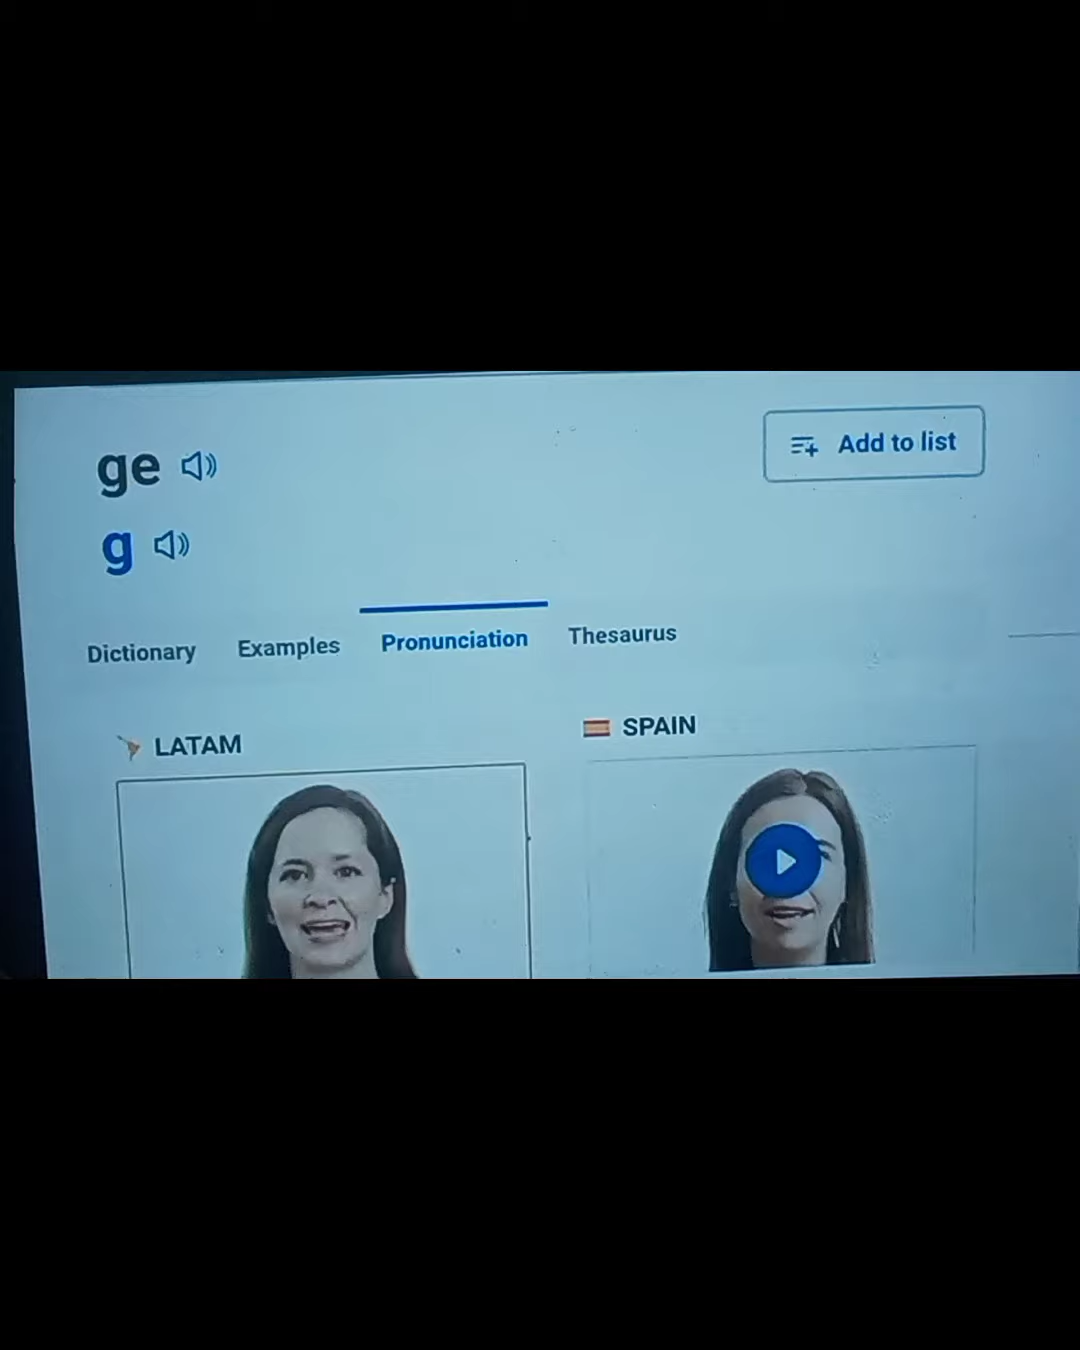 ge
Add to list
g
Dictionary Examples Pronunciation Thesaurus
LATAM
SPAIN